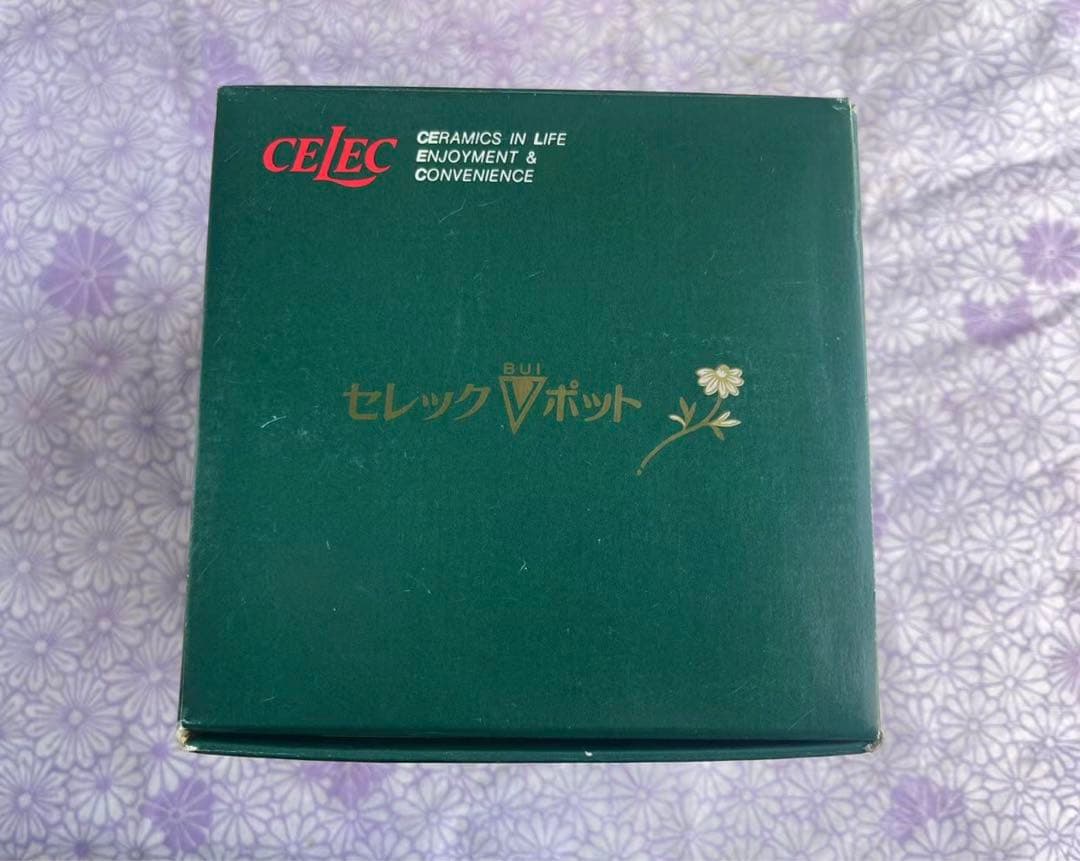 CELEC
CERAMICS IN LIFE
ENJOYMENT &
CONVENIENCE
BUI
セレックVポット